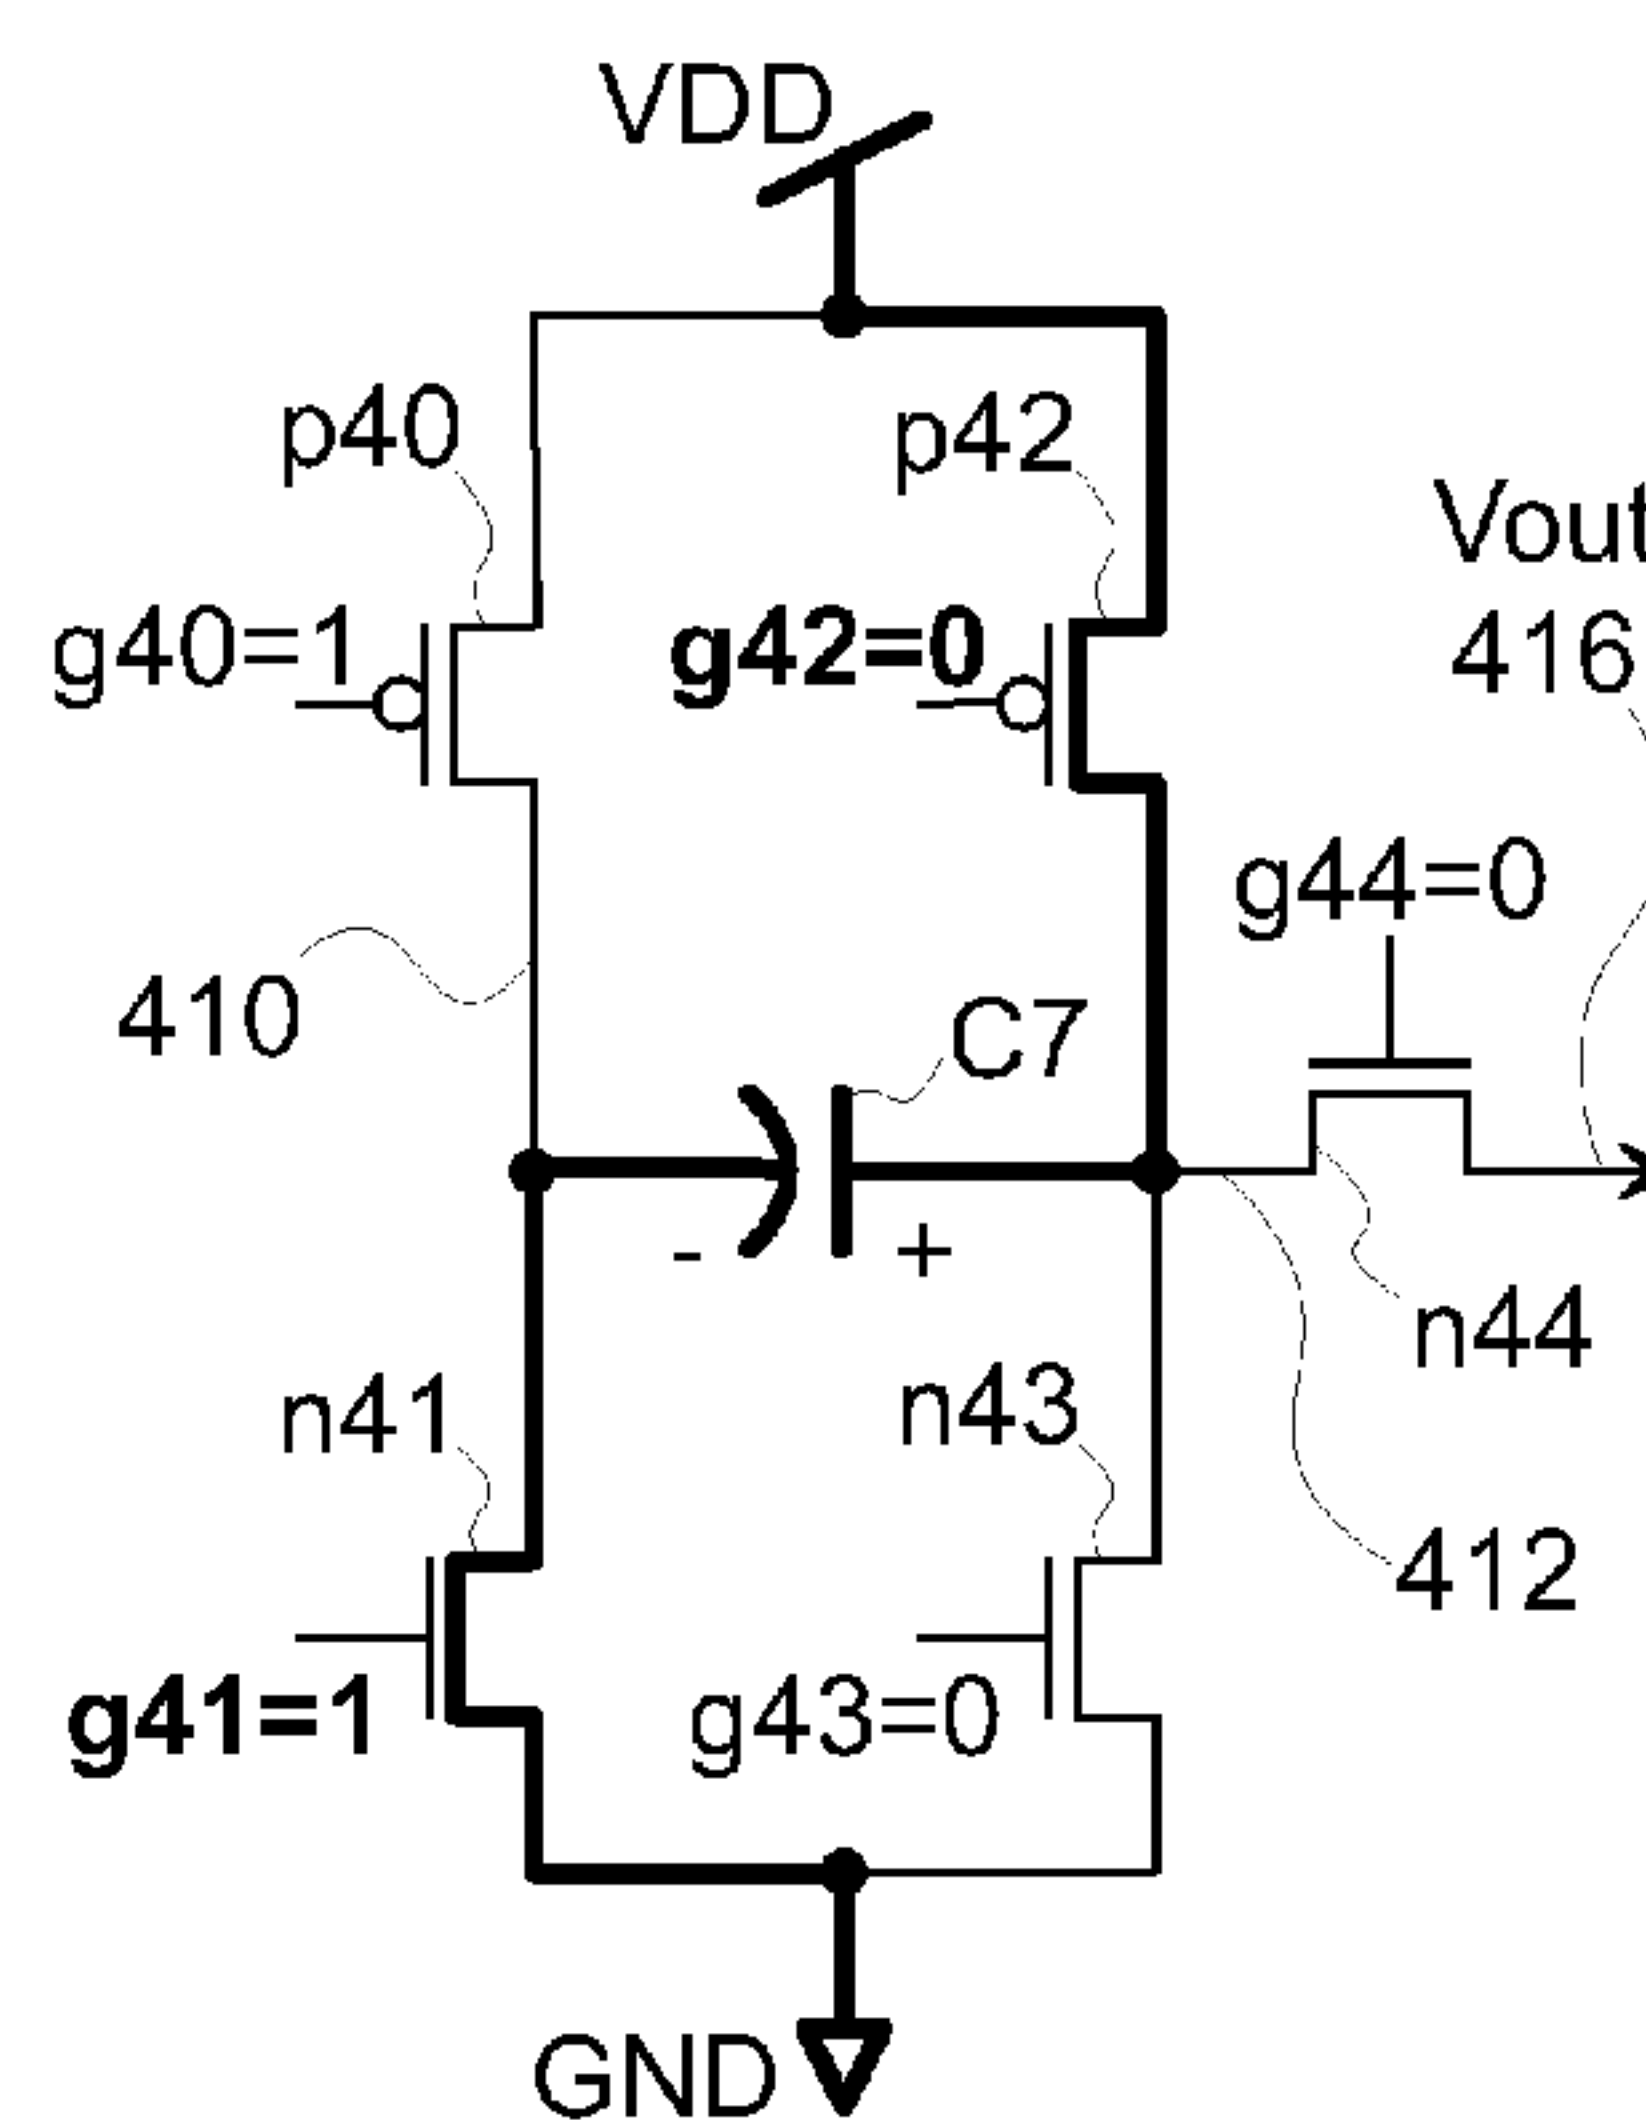 VDD
p40
p42
Vout
416
g40=1
g42=0
g44=0
410
C7
- +
n44
n41
n43
412
g41=1
g43=0
GND